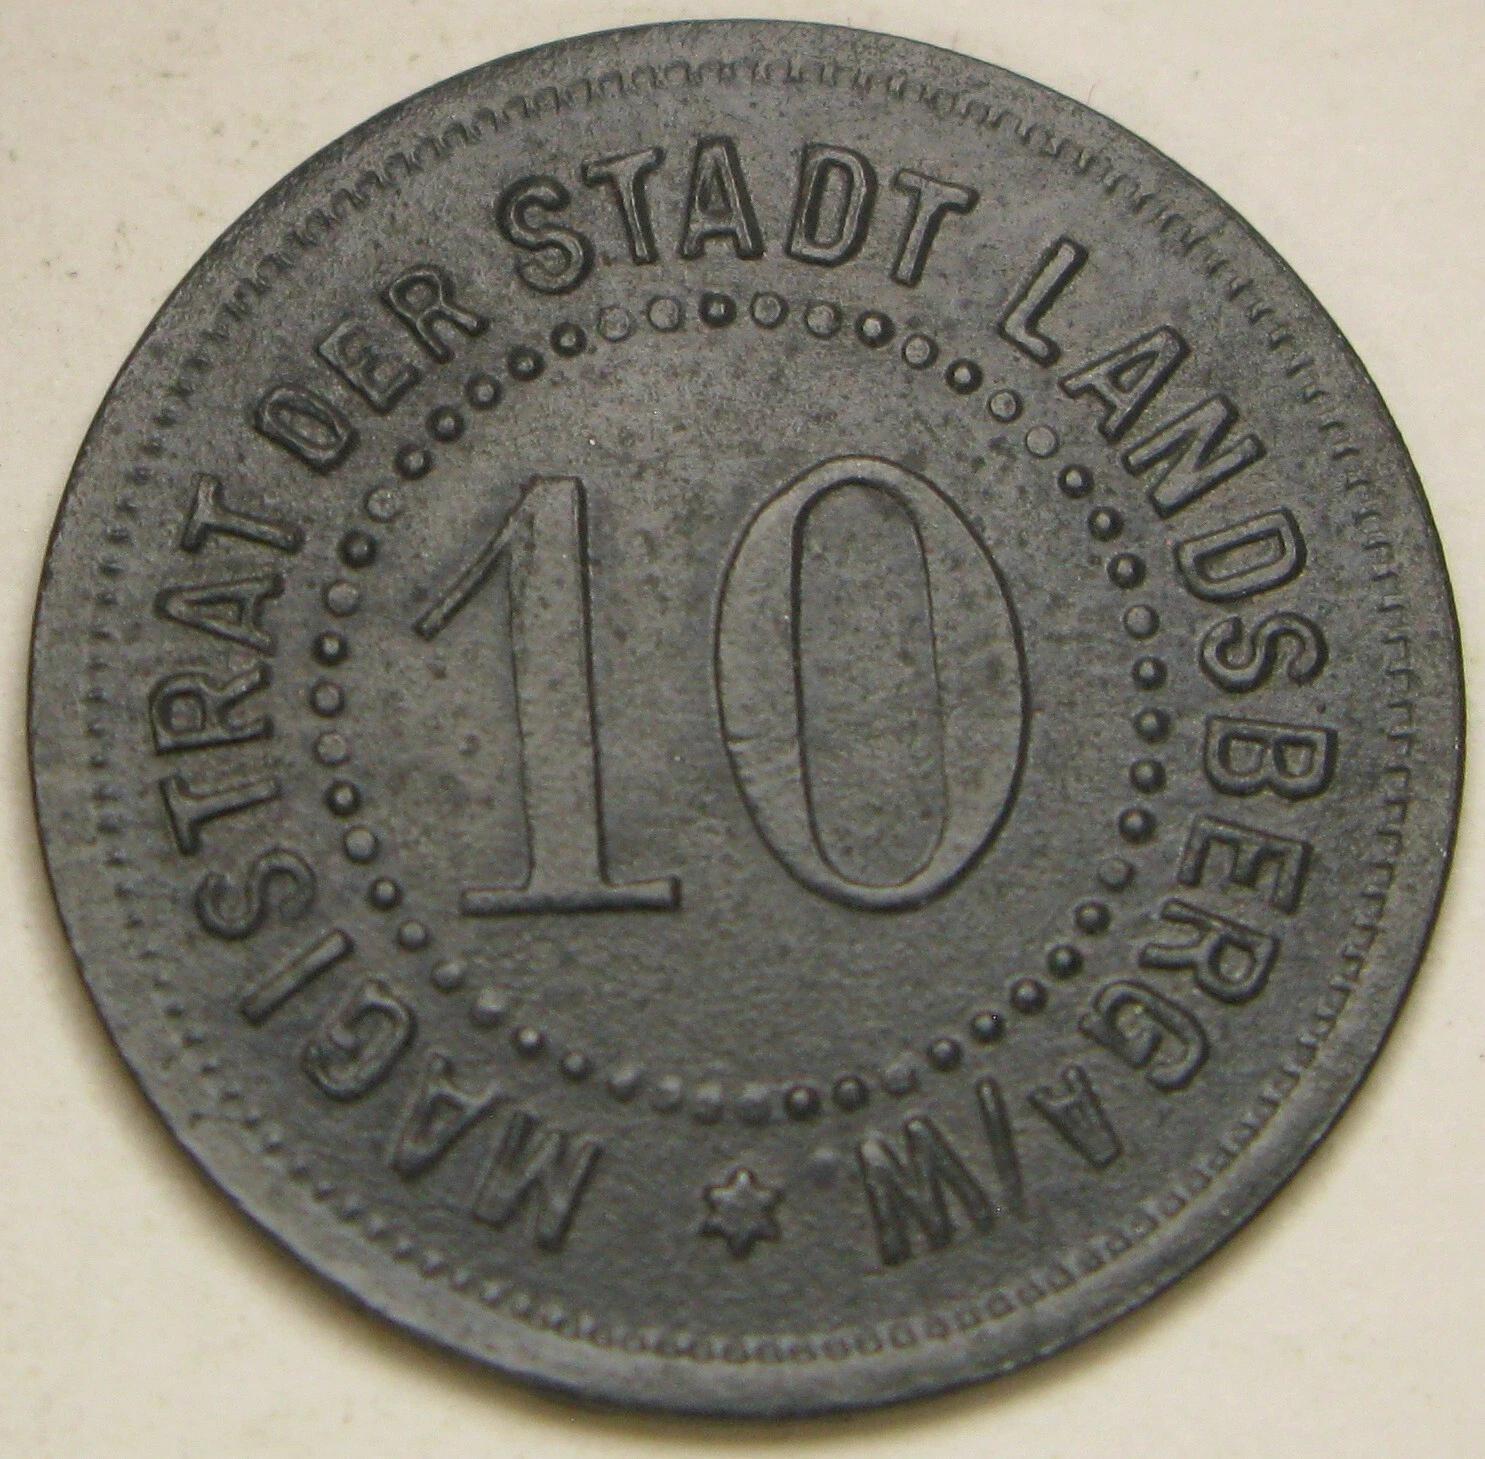 MAGISTRAT DER STADT LANDSBERG A/W
10